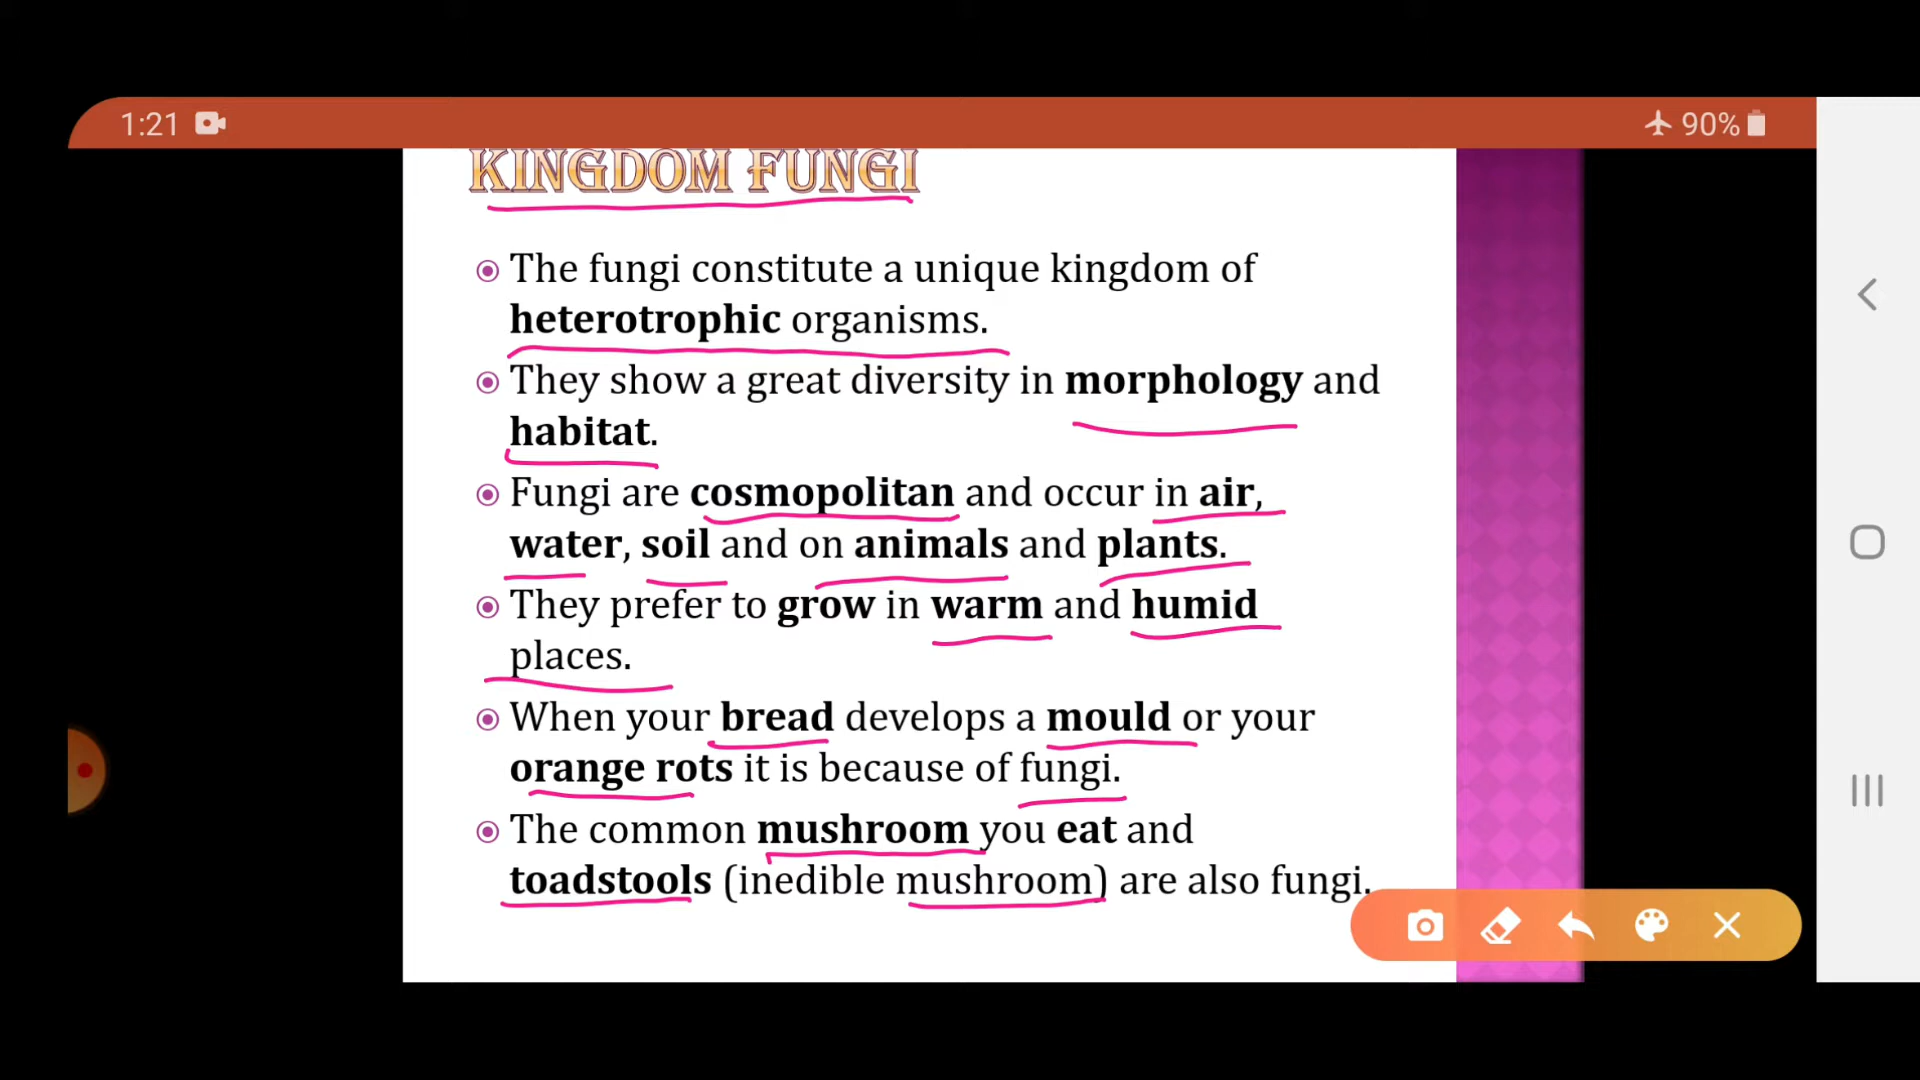 1:21
90%
KINGDOM FUNGI
The fungi constitute a unique kingdom of
heterotrophic organisms.
They show a great diversity in morphology and
habitat.
Fungi are cosmopolitan and occur in air,
water, soil and on animals and plants.
They prefer to grow in warm and humid
places.
When your bread develops a mould or your
orange rots it is because of fungi.
The common mushroom you eat and
toadstools (inedible mushroom) are also fungi.